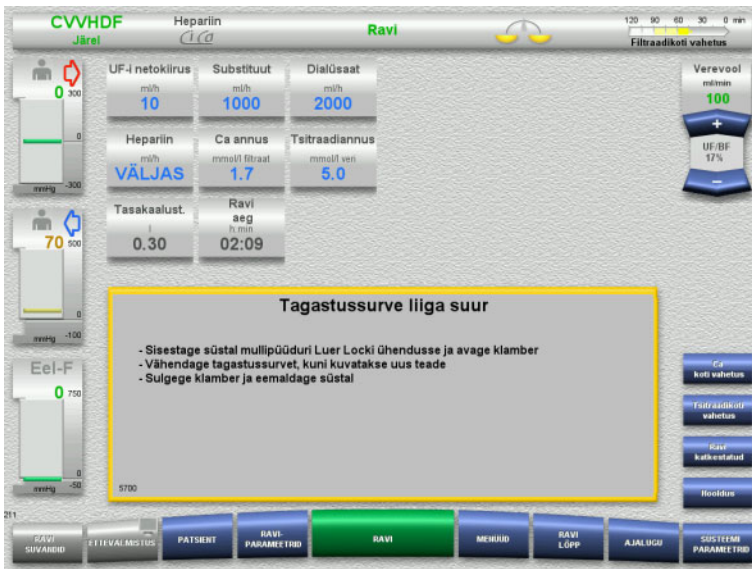 CVVHDF
Järel
Hepariin
Ci Ca
Ravi
120 90 60 30 0 min
Filtraadikoti vahetus
0
300
0
-300
mmHg
70
500
0
-100
mmHg
Eel-F
0
750
0
-50
mmHg
UF-i netokiirus
ml/h
10
Substituut
ml/h
1000
Dialüsaat
ml/h
2000
Hepariin
ml/h
VÄLJAS
Ca annus
mmol/l filtraat
1.7
Tsitraadiannus
mmol/l veri
5.0
Tasakaalust.
l
0.30
Ravi
aeg
h:min
02:09
Verevool
ml/min
100
+
UF/BF
17%
−
Tagastussurve liiga suur
- Sisestage süstal mullipüüduri Luer Locki ühendusse ja avage klamber
- Vähendage tagastussurvet, kuni kuvatakse uus teade
- Sulgege klamber ja eemaldage süstal
5700
Ca
koti vahetus
Tsitraadikoti
vahetus
Ravi
katkestatud
Hooldus
211
RAVI
SUVANDID
ETTEVALMISTUS
PATSIENT
RAVI-
PARAMEETRID
RAVI
MENÜÜD
RAVI
LÕPP
AJALUGU
SÜSTEEMI
PARAMEETRID